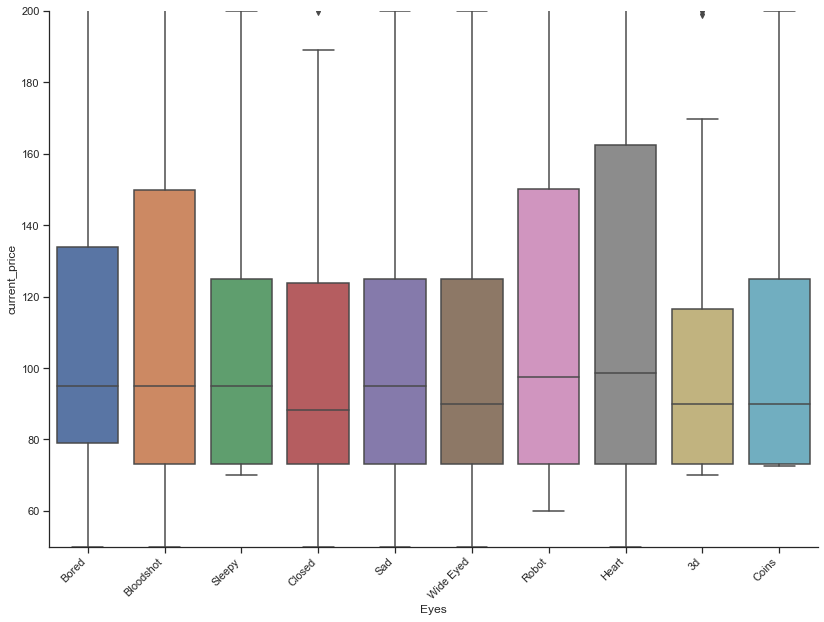 200
180
160
140
120
100
80
60
current_price
Bored
Bloodshot
Sleepy
Closed
Sad
Wide Eyed
Robot
Heart
3d
Coins
Eyes